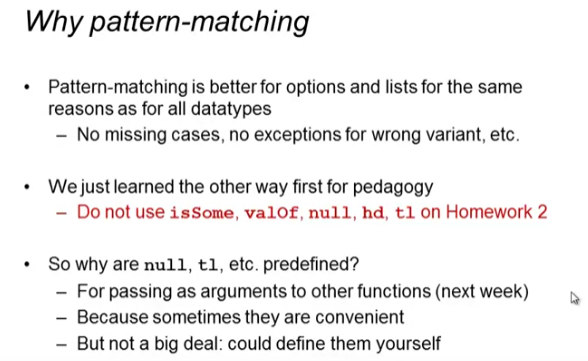 Why pattern-matching
• Pattern-matching is better for options and lists for the same
reasons as for all datatypes
– No missing cases, no exceptions for wrong variant, etc.
• We just learned the other way first for pedagogy
– Do not use isSome, valOf, null, hd, tl on Homework 2
• So why are null, tl, etc. predefined?
– For passing as arguments to other functions (next week)
– Because sometimes they are convenient
– But not a big deal: could define them yourself